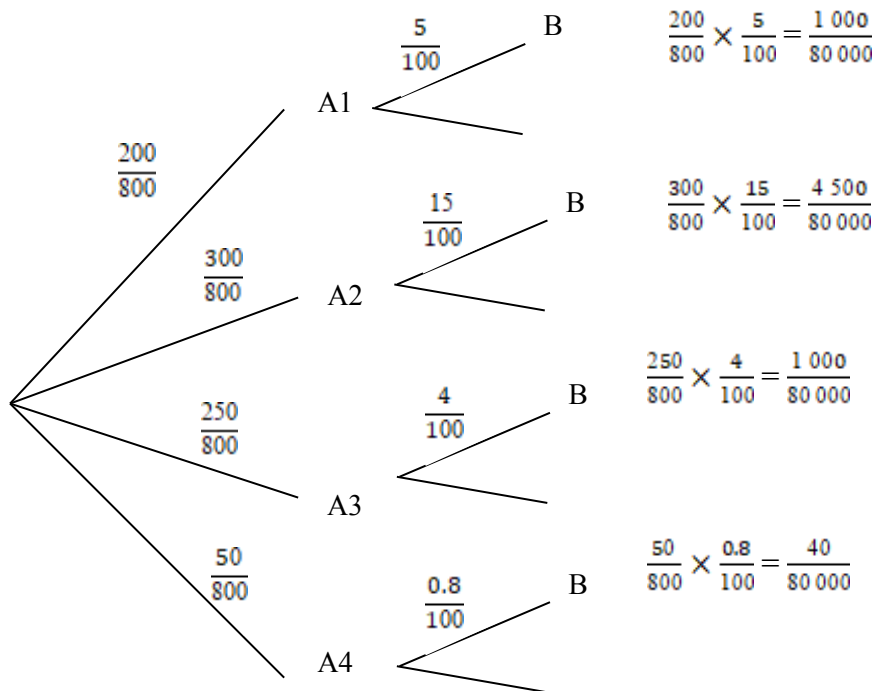 5/100 B 200/800 × 5/100 = 1 000/80 000
A1
200/800
15/100 B 300/800 × 15/100 = 4 500/80 000
300/800
A2
250/800 × 4/100 = 1 000/80 000
4/100 B
250/800
A3
50/800 × 0.8/100 = 40/80 000
50/800
0.8/100 B
A4